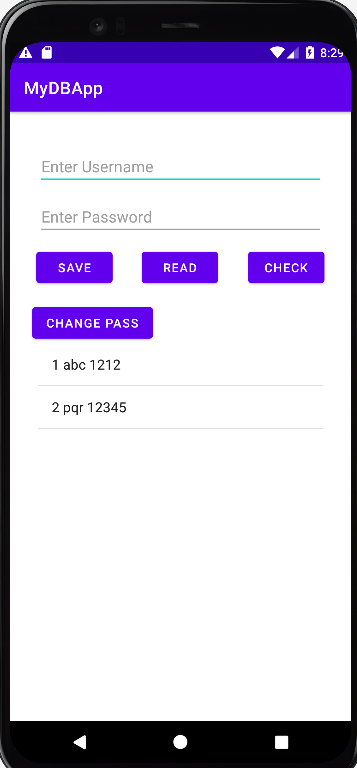 8:29
MyDBApp
Enter Username
Enter Password
SAVE READ CHECK
CHANGE PASS
1 abc 1212
2 pqr 12345